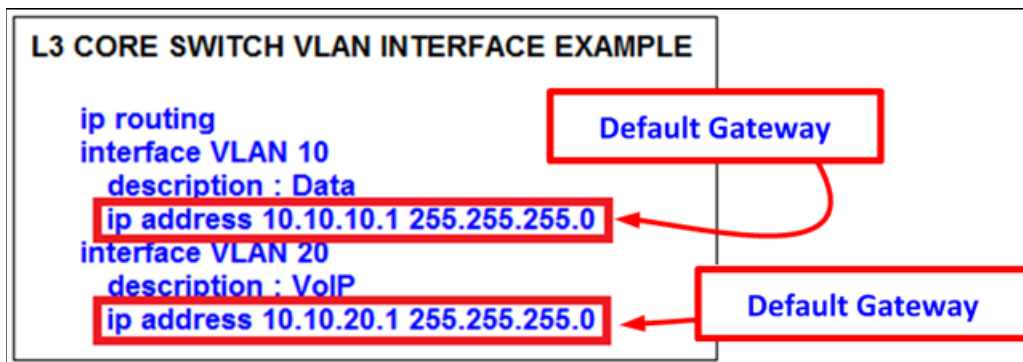 L3 CORE SWITCH VLAN INTERFACE EXAMPLE
ip routing
interface VLAN 10
description : Data
ip address 10.10.10.1 255.255.255.0
interface VLAN 20
description : VoIP
ip address 10.10.20.1 255.255.255.0
Default Gateway
Default Gateway